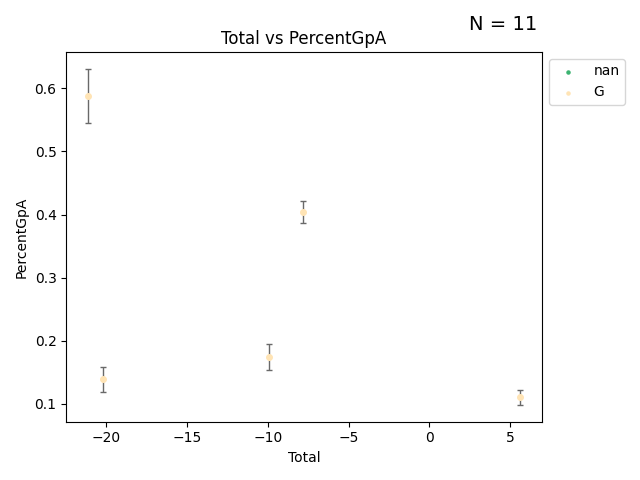 N = 11
Total vs PercentGpA
nan
G
0.6
0.5
0.4
0.3
0.2
0.1
PercentGpA
−20
−15
−10
−5
0
5
Total